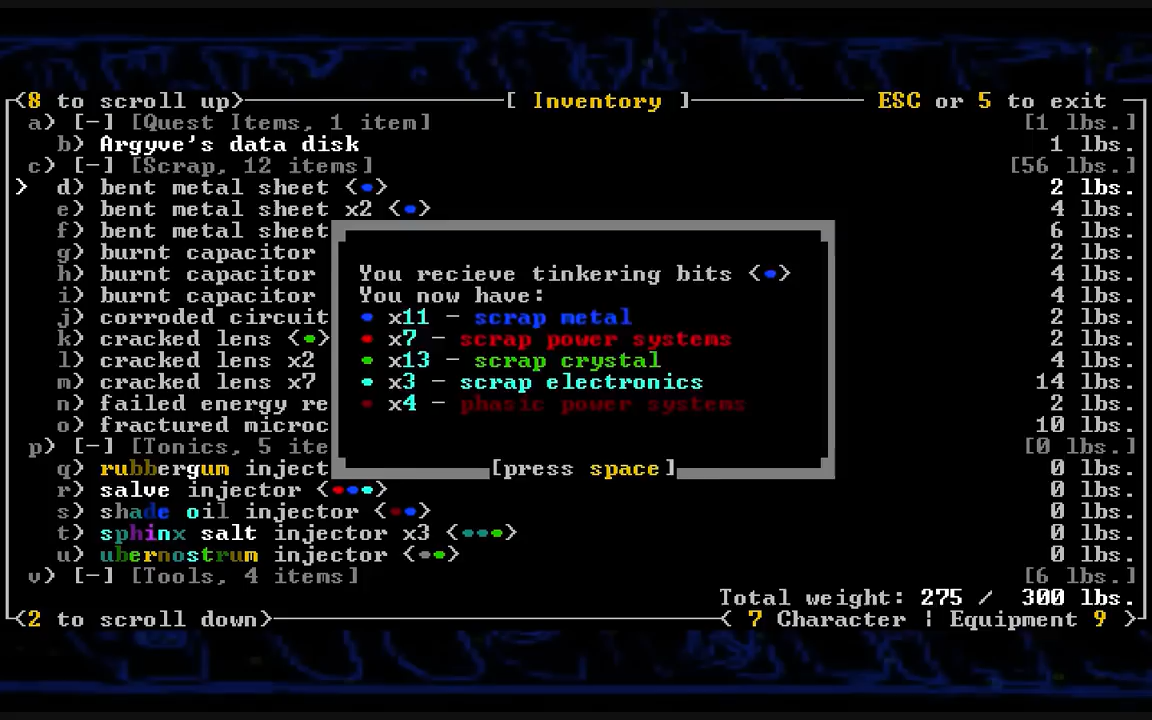 <8 to scroll up> [ Inventory ] ESC or 5 to exit
a) [-] [Quest Items, 1 item] [1 lbs.]
b) Argyve's data disk 1 lbs.
c) [-] [Scrap, 12 items] [56 lbs.]
> d) bent metal sheet <•> 2 lbs.
e) bent metal sheet x2 <•> 4 lbs.
f) bent metal sheet 6 lbs.
g) burnt capacitor 2 lbs.
h) burnt capacitor 4 lbs.
i) burnt capacitor 4 lbs.
j) corroded circuit 2 lbs.
k) cracked lens <•> 2 lbs.
l) cracked lens x2 4 lbs.
m) cracked lens x7 14 lbs.
n) failed energy re 2 lbs.
o) fractured microc 10 lbs.
p) [-] [Tonics, 5 ite [0 lbs.]
q) rubbergum inject 0 lbs.
r) salve injector <•••> 0 lbs.
s) shade oil injector <••> 0 lbs.
t) sphinx salt injector x3 <•••> 0 lbs.
u) ubernostrum injector <••> 0 lbs.
v) [-] [Tools, 4 items] [6 lbs.]
Total weight: 275 / 300 lbs.
<2 to scroll down> < 7 Character | Equipment 9 >
You recieve tinkering bits <•>
You now have:
• x11 - scrap metal
• x7 - scrap power systems
• x13 - scrap crystal
• x3 - scrap electronics
• x4 - phasic power systems
[press space]